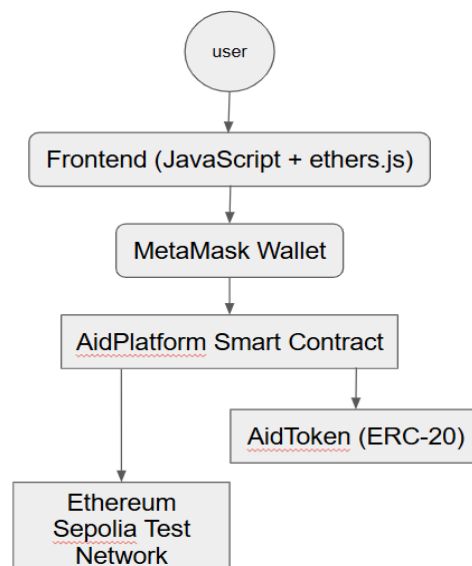 user
Frontend (JavaScript + ethers.js)
MetaMask Wallet
AidPlatform Smart Contract
AidToken (ERC-20)
Ethereum
Sepolia Test
Network